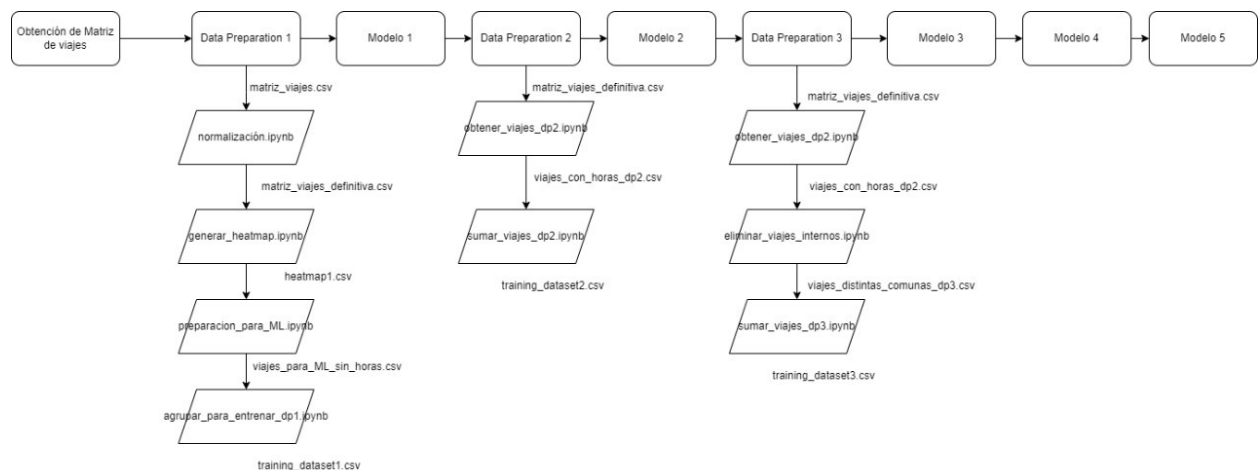 Obtención de Matriz
de viajes
Data Preparation 1
Modelo 1
Data Preparation 2
Modelo 2
Data Preparation 3
Modelo 3
Modelo 4
Modelo 5
matriz_viajes.csv
normalización.ipynb
matriz_viajes_definitiva.csv
generar_heatmap.ipynb
heatmap1.csv
preparacion_para_ML.ipynb
viajes_para_ML_sin_horas.csv
agrupar_para_entrenar_dp1.ipynb
training_dataset1.csv
matriz_viajes_definitiva.csv
obtener_viajes_dp2.ipynb
viajes_con_horas_dp2.csv
sumar_viajes_dp2.ipynb
training_dataset2.csv
matriz_viajes_definitiva.csv
obtener_viajes_dp2.ipynb
viajes_con_horas_dp2.csv
eliminar_viajes_internos.ipynb
viajes_distintas_comunas_dp3.csv
sumar_viajes_dp3.ipynb
training_dataset3.csv